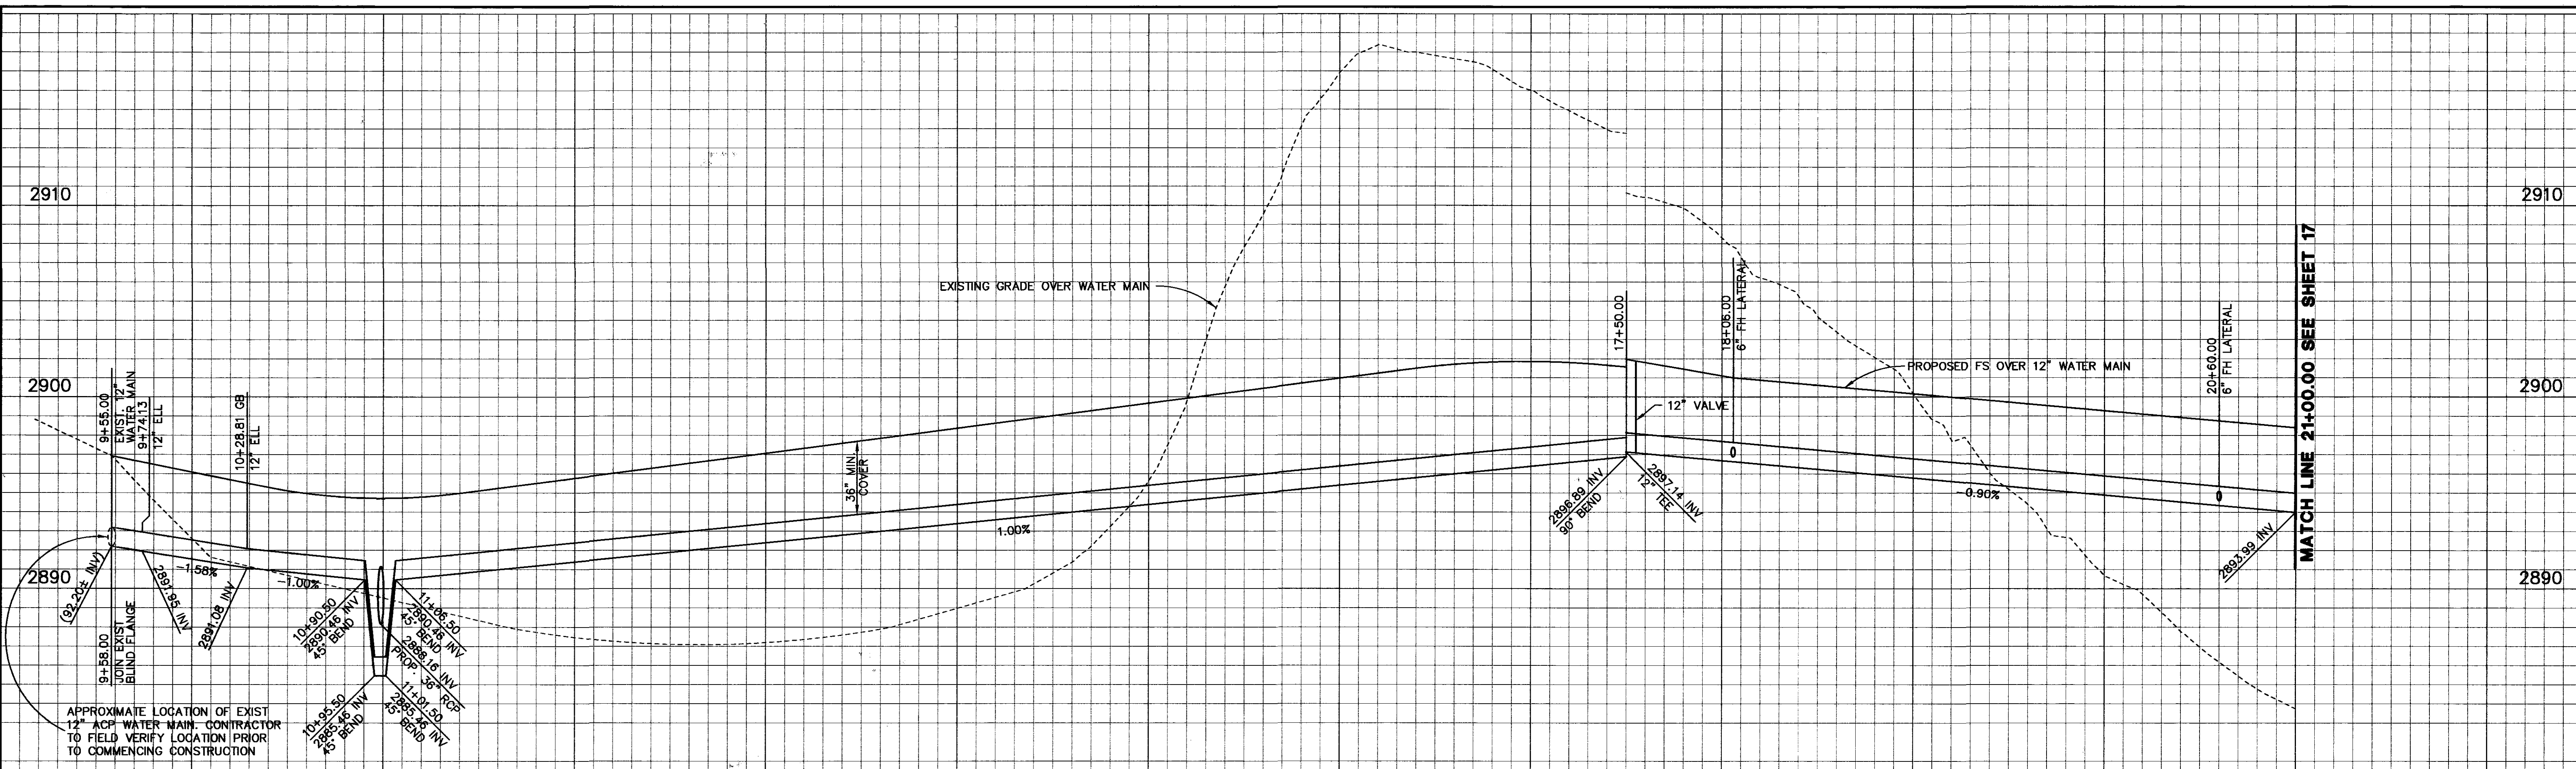 2910
2900
2890
2910
2900
2890
9+55.00
EXIST. 12"
WATER MAIN
9+74.13
12" ELL
10+28.81 GB
12" ELL
(92.20± INV)
2891.95 INV
-1.58%
2891.08 INV
-1.00%
9+58.00
JOIN EXIST
BLIND FLANGE
APPROXIMATE LOCATION OF EXIST
12" ACP WATER MAIN. CONTRACTOR
TO FIELD VERIFY LOCATION PRIOR
TO COMMENCING CONSTRUCTION
10+90.50
2890.46 INV
45° BEND
10+95.50
2885.46 INV
45° BEND
11+06.50
2890.46 INV
45° BEND
2888.16 INV
PROP. 36" RCP
11+01.50
2885.46 INV
45° BEND
36" MIN.
COVER
1.00%
EXISTING GRADE OVER WATER MAIN
17+50.00
12" VALVE
2896.89 INV
90° BEND
2897.14 INV
12" TEE
18+06.00
6" FH LATERAL
PROPOSED FS OVER 12" WATER MAIN
-0.90%
20+60.00
6" FH LATERAL
2893.99 INV
MATCH LINE 21+00.00 SEE SHEET 17